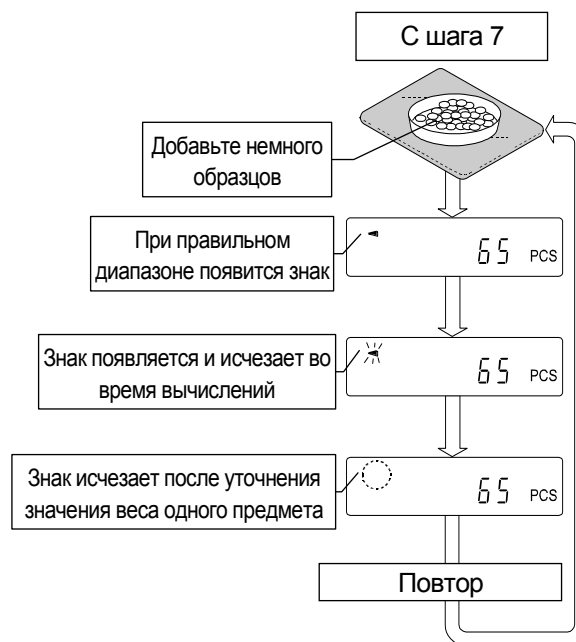 С шага 7
Добавьте немного
образцов
При правильном
диапазоне появится знак
65 PCS
Знак появляется и исчезает во
время вычислений
65 PCS
Знак исчезает после уточнения
значения веса одного предмета
65 PCS
Повтор